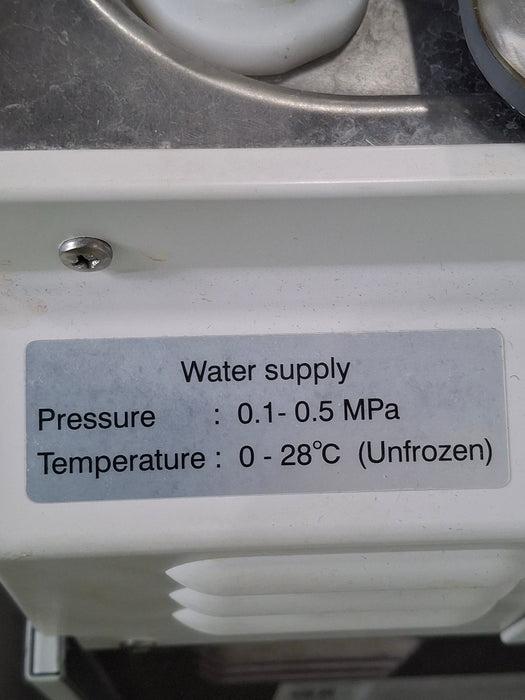 Water supply
Pressure : 0.1- 0.5 MPa
Temperature : 0 - 28°C (Unfrozen)